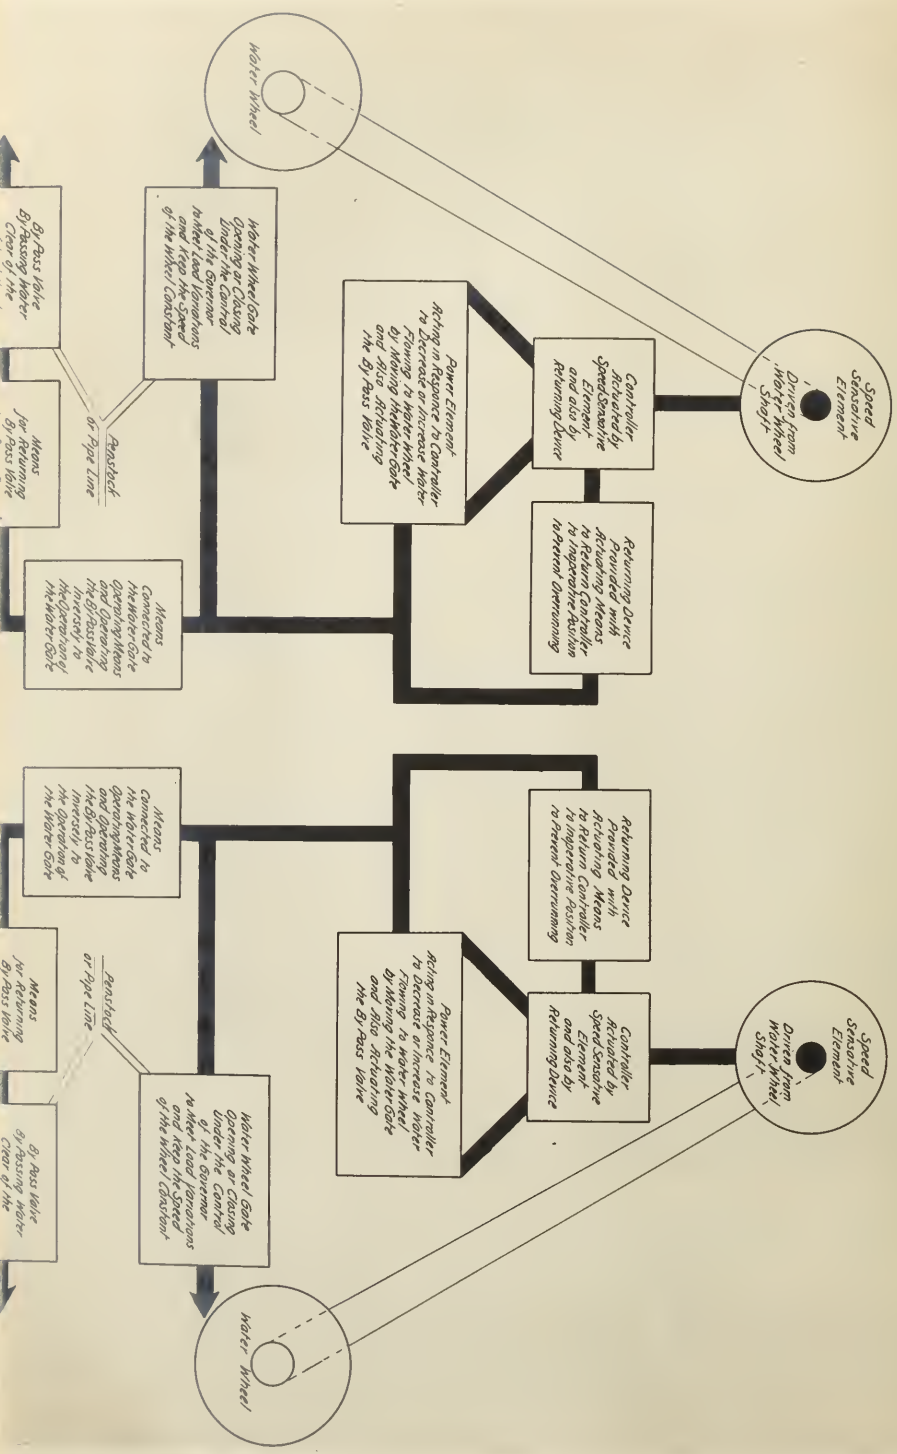 Speed
Sensative
Element
Driven from
Water Wheel
Shaft
Controller
Actuated by
Speed Sensative
Element
and also by
Returning Device
Returning Device
Provided with
Actuating Means
to Return Controller
to Inoperative Position
to Prevent Overrunning
Power Element
Acting in Responce to Controller
to Decrease or Increase Water
Flowing to Water Wheel
by Moving the Water Gate
and Also Actuating
the By Pass Valve
Water Wheel
Water Wheel Gate
Opening or Closing
Under the Control
of the Governor
to Meet Load Variations
and Keep the Speed
of the Wheel Constant
Means
Connected to
the Water Gate
Operating Means
and Operating
the By Pass Valve
Inversely to
the Operation of
the Water Gate
Penstock
or Pipe Line
By Pass Valve
By Passing Water
Clear of the
Means
for Returning
By Pass Valve
Speed
Sensative
Element
Driven from
Water Wheel
Shaft
Returning Device
Provided with
Actuating Means
to Return Controller
to Inoperative Position
to Prevent Overrunning
Controller
Actuated by
Speed Sensative
Element
and also by
Returning Device
Power Element
Acting in Responce to Controller
to Decrease or Increase Water
Flowing to Water Wheel
by Moving the Water Gate
and Also Actuating
the By Pass Valve
Water Wheel
Means
Connected to
the Water Gate
Operating Means
and Operating
the By Pass Valve
Inversely to
the Operation of
the Water Gate
Water Wheel Gate
Opening or Closing
Under the Control
of the Governor
to Meet Load Variations
and Keep the Speed
of the Wheel Constant
Penstock
or Pipe Line
Means
for Returning
By Pass Valve
By Pass Valve
By Passing Water
Clear of the